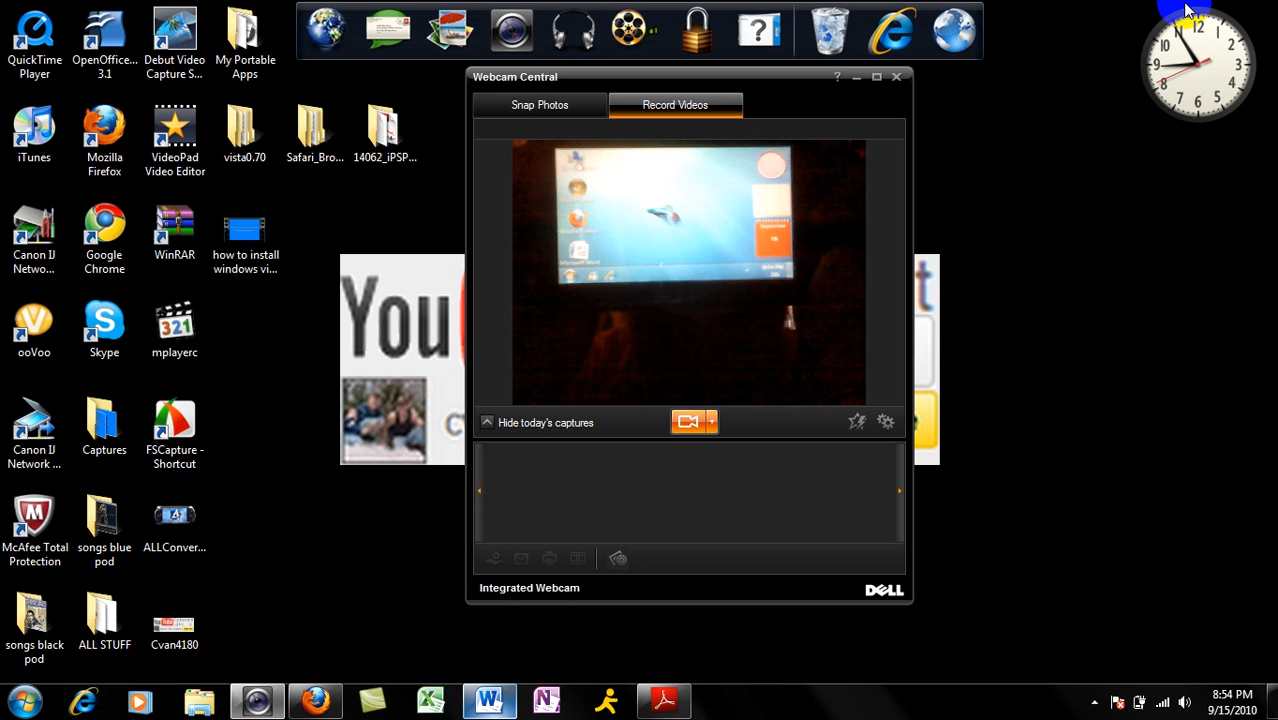 QuickTime
Player
OpenOffice...
3.1
Debut Video
Capture S...
My Portable
Apps
iTunes
Mozilla
Firefox
VideoPad
Video Editor
vista0.70
Safari_Bro...
14062_iPSP...
Canon IJ
Netwo...
Google
Chrome
WinRAR
how to install
windows vi...
ooVoo
Skype
mplayerc
Canon IJ
Network ...
Captures
FSCapture -
Shortcut
McAfee Total
Protection
songs blue
pod
ALLConver...
songs black
pod
ALL STUFF
Cvan4180
Webcam Central
Snap Photos
Record Videos
Hide today's captures
Integrated Webcam
DELL
You
8:54 PM
9/15/2010